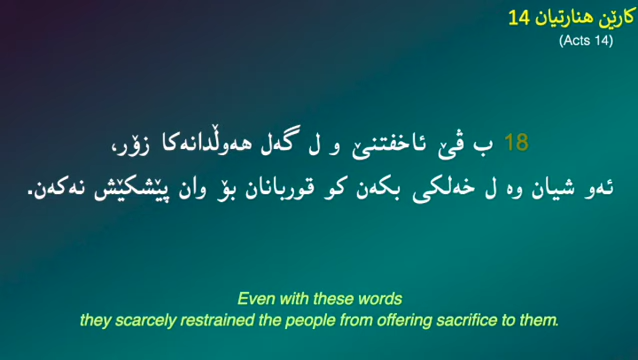 کارێن هنارتیان 14
(Acts 14)
18 ب ڤێ ئاخفتنێ و ل گەل هەوڵدانەکا زۆر،
ئەو شیان وە ل خەلکی بکەن کو قوربانان بۆ وان پێشکێش نەکەن.
Even with these words
they scarcely restrained the people from offering sacrifice to them.